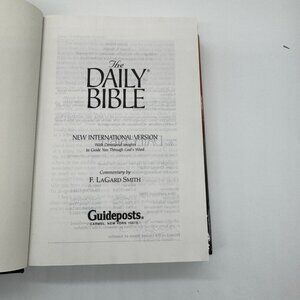 The
DAILY®
BIBLE
NEW INTERNATIONAL VERSION
With Devotional Insights
to Guide You Through God's Word
Commentary by
F. LAGARD SMITH
Guideposts®
CARMEL, NEW YORK 10512